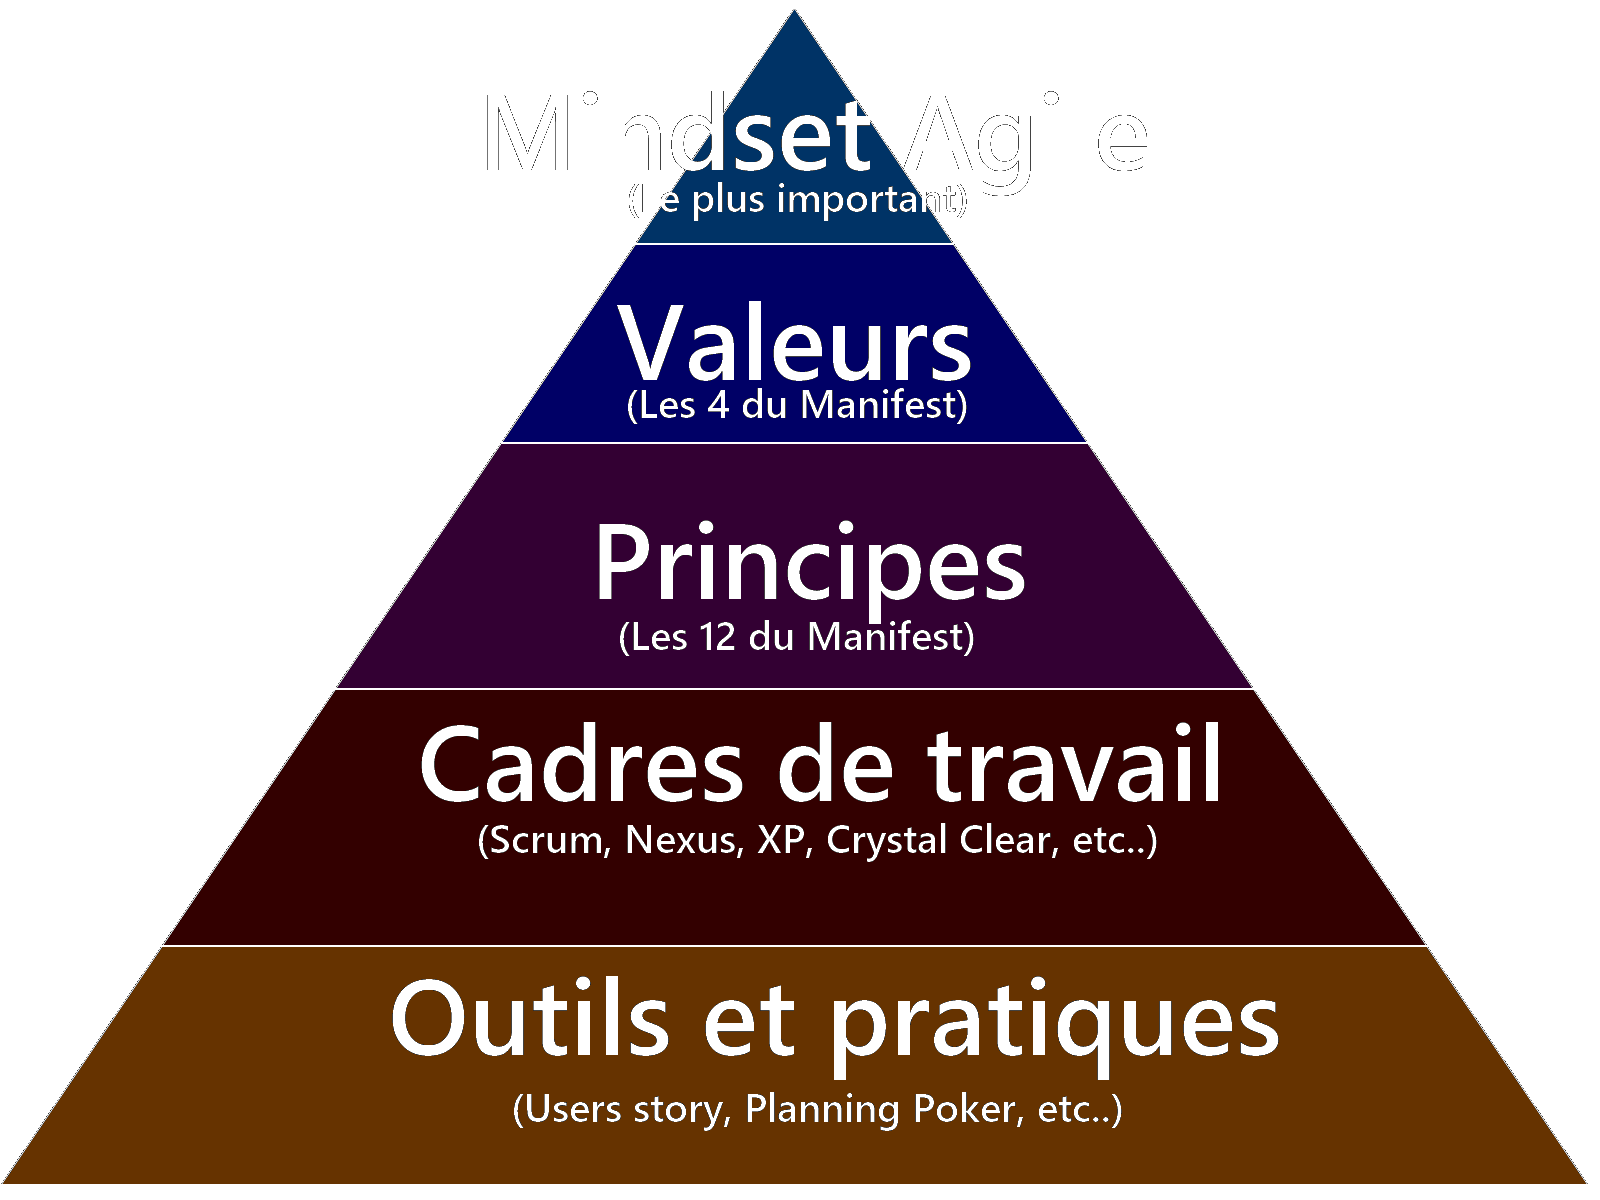 Mindset Agile
(Le plus important)
Valeurs
(Les 4 du Manifest)
Principes
(Les 12 du Manifest)
Cadres de travail
(Scrum, Nexus, XP, Crystal Clear, etc..)
Outils et pratiques
(Users story, Planning Poker, etc..)